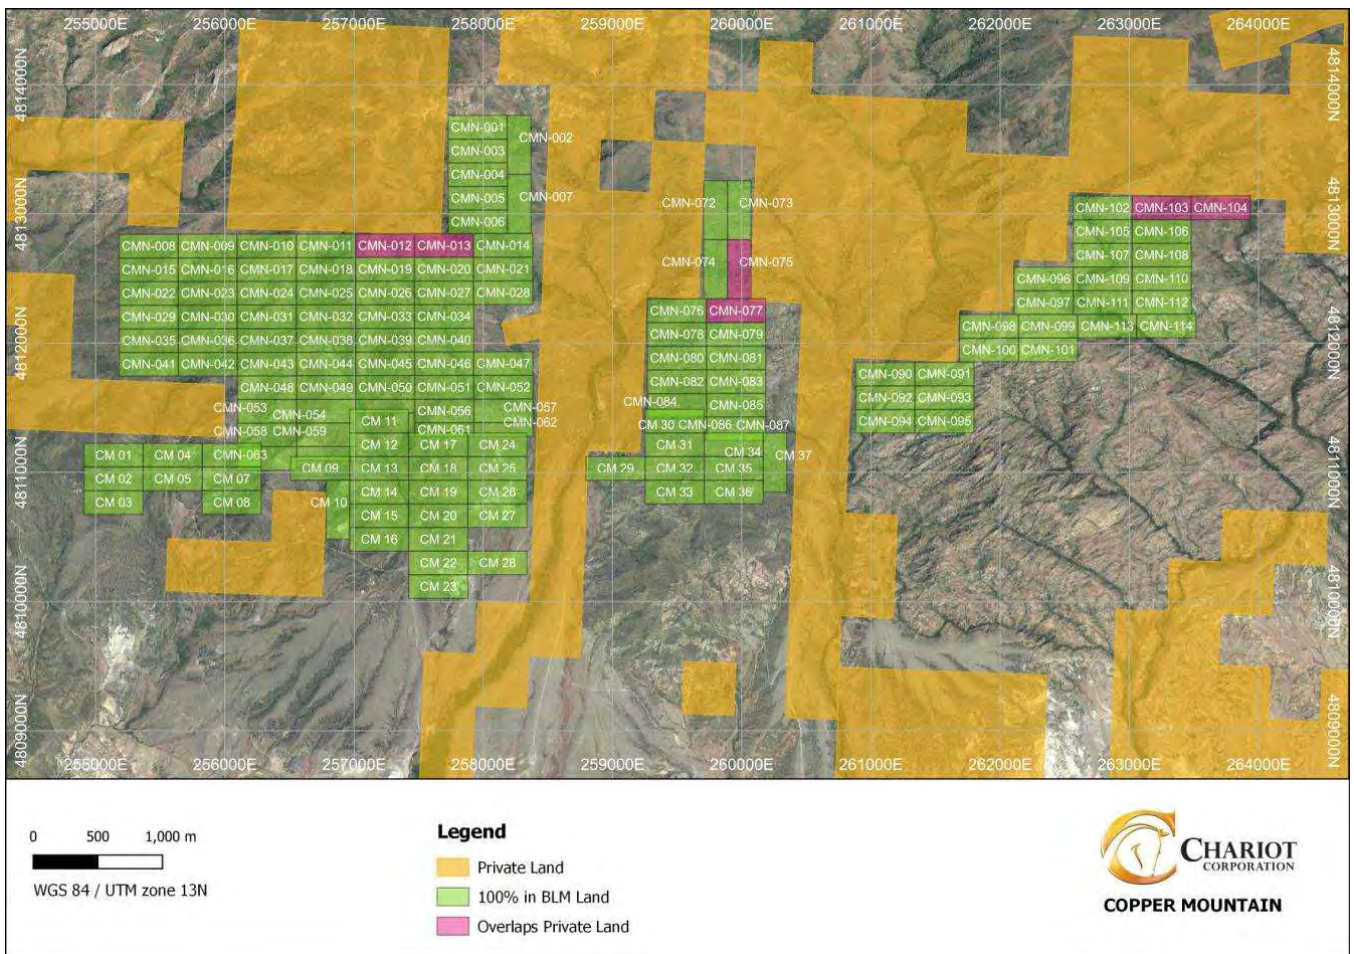 255000E 256000E 257000E 258000E 259000E 260000E 261000E 262000E 263000E 264000E
4814000N 4814000N
CMN-001 CMN-002
CMN-003
CMN-004
CMN-005 CMN-007 CMN-072 CMN-073
CMN-006
4813000N 4813000N
CMN-102 CMN-103 CMN-104
CMN-105 CMN-106
CMN-008 CMN-009 CMN-010 CMN-011 CMN-012 CMN-013 CMN-014
CMN-015 CMN-016 CMN-017 CMN-018 CMN-019 CMN-020 CMN-021 CMN-074 CMN-075 CMN-107 CMN-108
CMN-022 CMN-023 CMN-024 CMN-025 CMN-026 CMN-027 CMN-028 CMN-096 CMN-109 CMN-110
CMN-029 CMN-030 CMN-031 CMN-032 CMN-033 CMN-034 CMN-076 CMN-077 CMN-097 CMN-111 CMN-112
CMN-035 CMN-036 CMN-037 CMN-038 CMN-039 CMN-040 CMN-078 CMN-079 CMN-098 CMN-099 CMN-113 CMN-114
4812000N 4812000N
CMN-041 CMN-042 CMN-043 CMN-044 CMN-045 CMN-046 CMN-047 CMN-080 CMN-081 CMN-100 CMN-101
CMN-048 CMN-049 CMN-050 CMN-051 CMN-052 CMN-082 CMN-083 CMN-090 CMN-091
CMN-053 CMN-054 CMN-056 CMN-057 CMN-084 CMN-085 CMN-092 CMN-093
CMN-058 CMN-059 CM 11 CMN-061 CMN-062 CM 30 CMN-086 CMN-087 CMN-094 CMN-095
CM 01 CM 04 CMN-063 CM 12 CM 17 CM 24 CM 31 CM 34 CM 37
4811000N 4811000N
CM 02 CM 05 CM 07 CM 09 CM 13 CM 18 CM 25 CM 29 CM 32 CM 35
CM 03 CM 08 CM 10 CM 14 CM 19 CM 26 CM 33 CM 36
CM 15 CM 20 CM 27
CM 16 CM 21
CM 22 CM 28
CM 23
4810000N 4810000N
4809000N 4809000N
255000E 256000E 257000E 258000E 259000E 260000E 261000E 262000E 263000E 264000E
0 500 1,000 m
WGS 84 / UTM zone 13N
Legend
Private Land
100% in BLM Land
Overlaps Private Land
CHARIOT
CORPORATION
COPPER MOUNTAIN